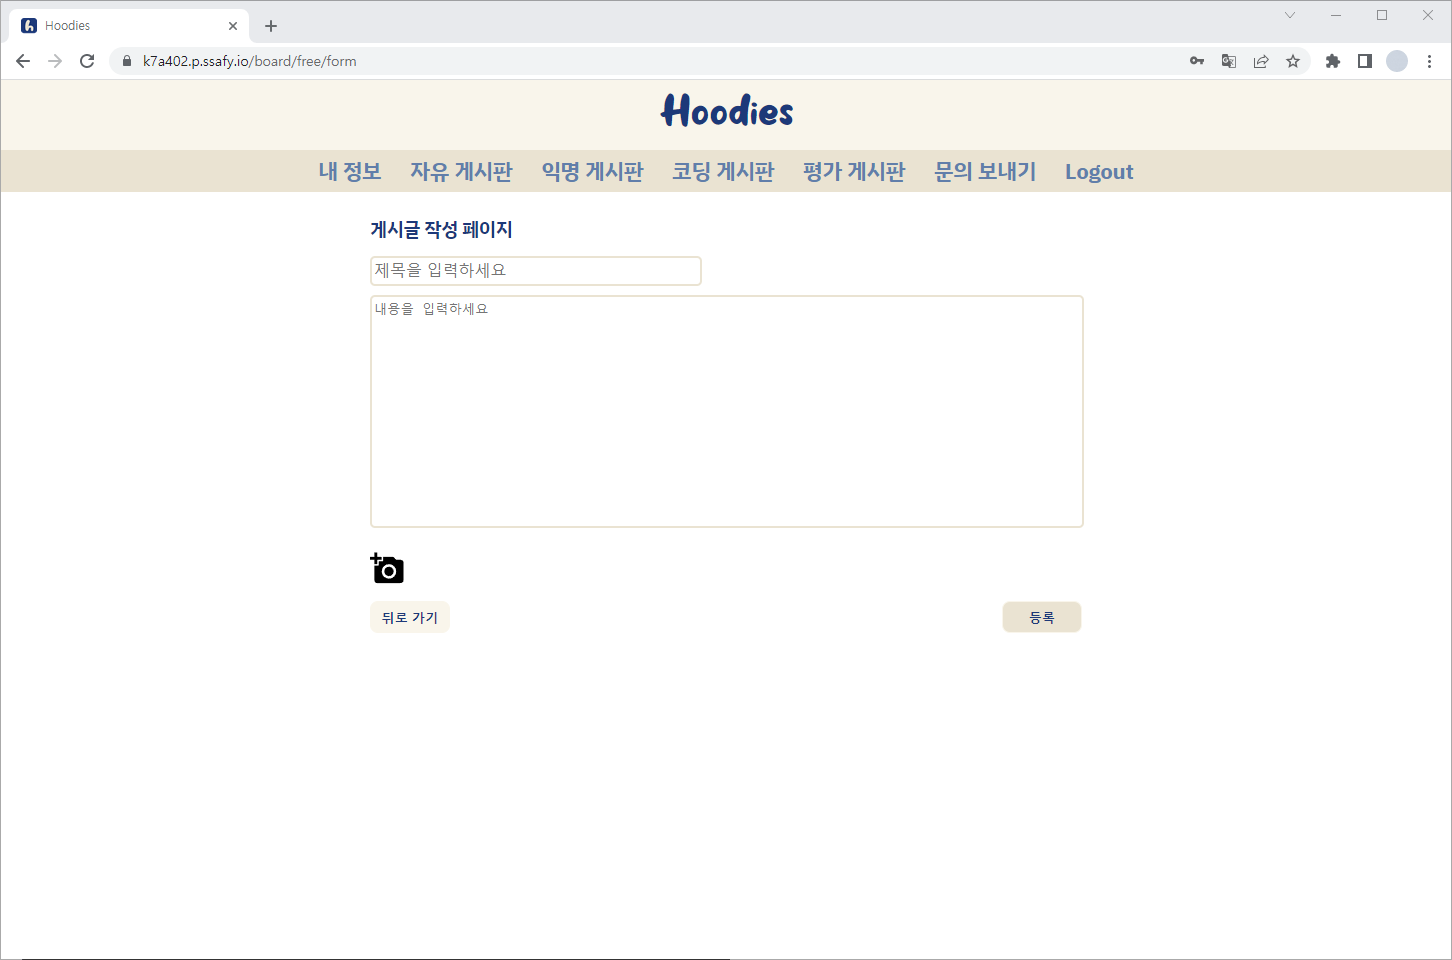 Hoodies
k7a402.p.ssafy.io/board/free/form
Hoodies
내 정보 자유 게시판 익명 게시판 코딩 게시판 평가 게시판 문의 보내기 Logout
게시글 작성 페이지
제목을 입력하세요
내용을 입력하세요
뒤로 가기 등록